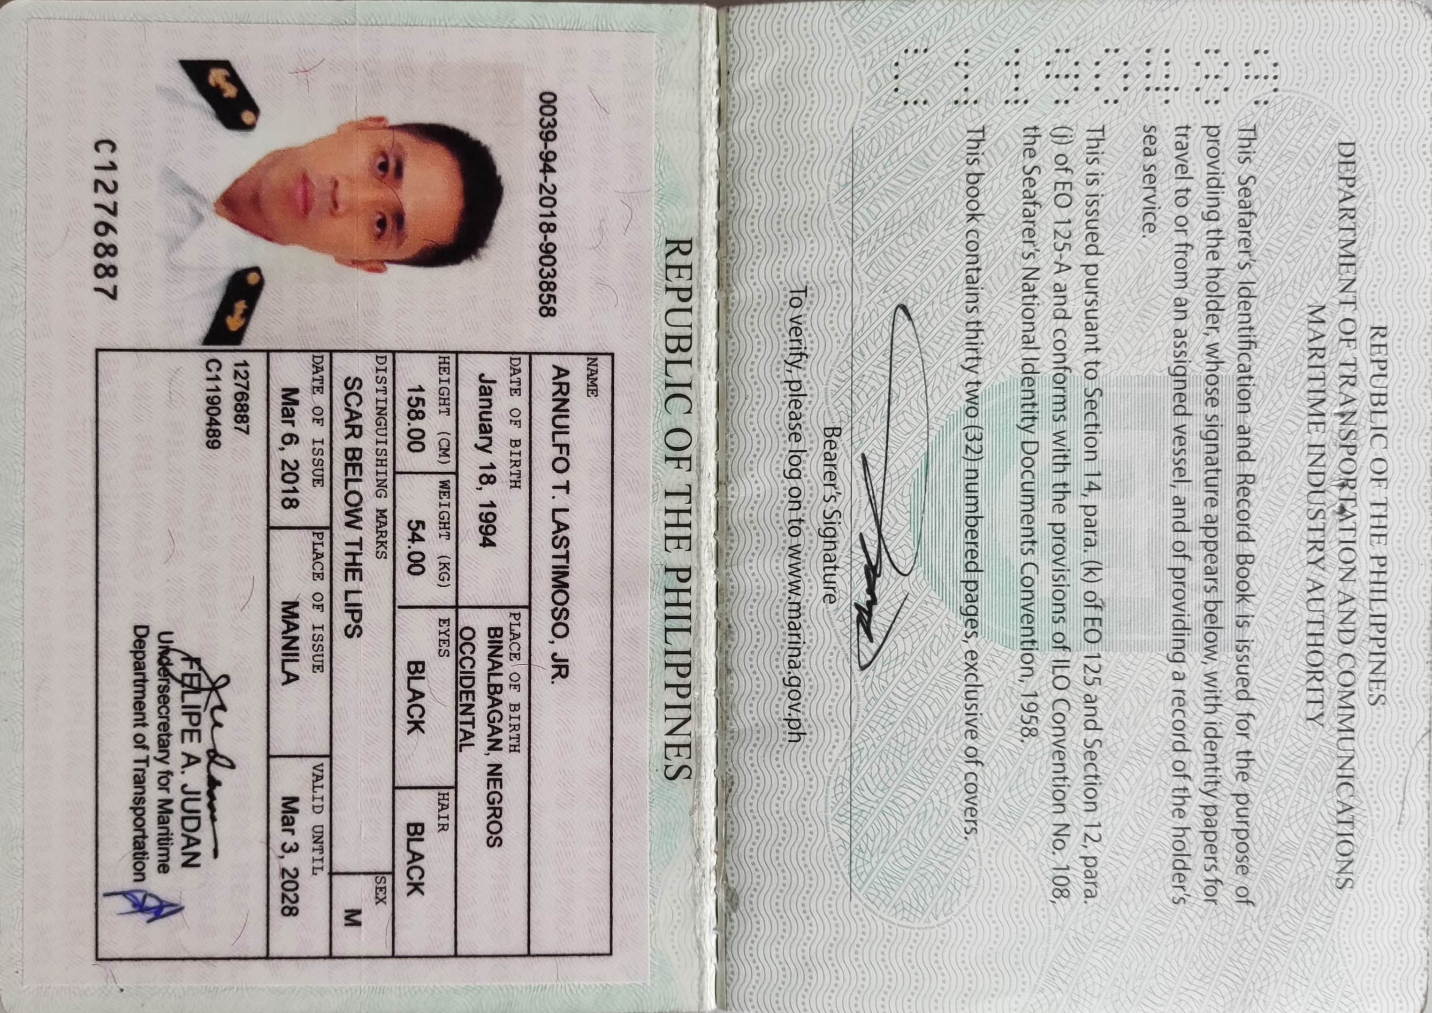 REPUBLIC OF THE PHILIPPINES
DEPARTMENT OF TRANSPORTATION AND COMMUNICATIONS
MARITIME INDUSTRY AUTHORITY
This Seafarer's Identification and Record Book is issued for the purpose of
providing the holder, whose signature appears below, with identity papers for
travel to or from an assigned vessel, and of providing a record of the holder's
sea service.
This is issued pursuant to Section 14, para. (k) of EO 125 and Section 12, para.
(j) of EO 125-A and conforms with the provisions of ILO Convention No. 108,
the Seafarer's National Identity Documents Convention, 1958.
This book contains thirty two (32) numbered pages, exclusive of covers.
Bearer's Signature
To verify, please log on to www.marina.gov.ph
REPUBLIC OF THE PHILIPPINES
0039-94-2018-903858
C1276887
NAME
ARNULFO T. LASTIMOSO, JR.
DATE OF BIRTH PLACE OF BIRTH
January 18, 1994 BINALBAGAN, NEGROS
OCCIDENTAL
HEIGHT (CM) WEIGHT (KG) EYES HAIR
158.00 54.00 BLACK BLACK
DISTINGUISHING MARKS SEX
SCAR BELOW THE LIPS M
DATE OF ISSUE PLACE OF ISSUE VALID UNTIL
Mar 6, 2018 MANILA Mar 3, 2028
1276887
C1190489
FELIPE A. JUDAN
Undersecretary for Maritime
Department of Transportation